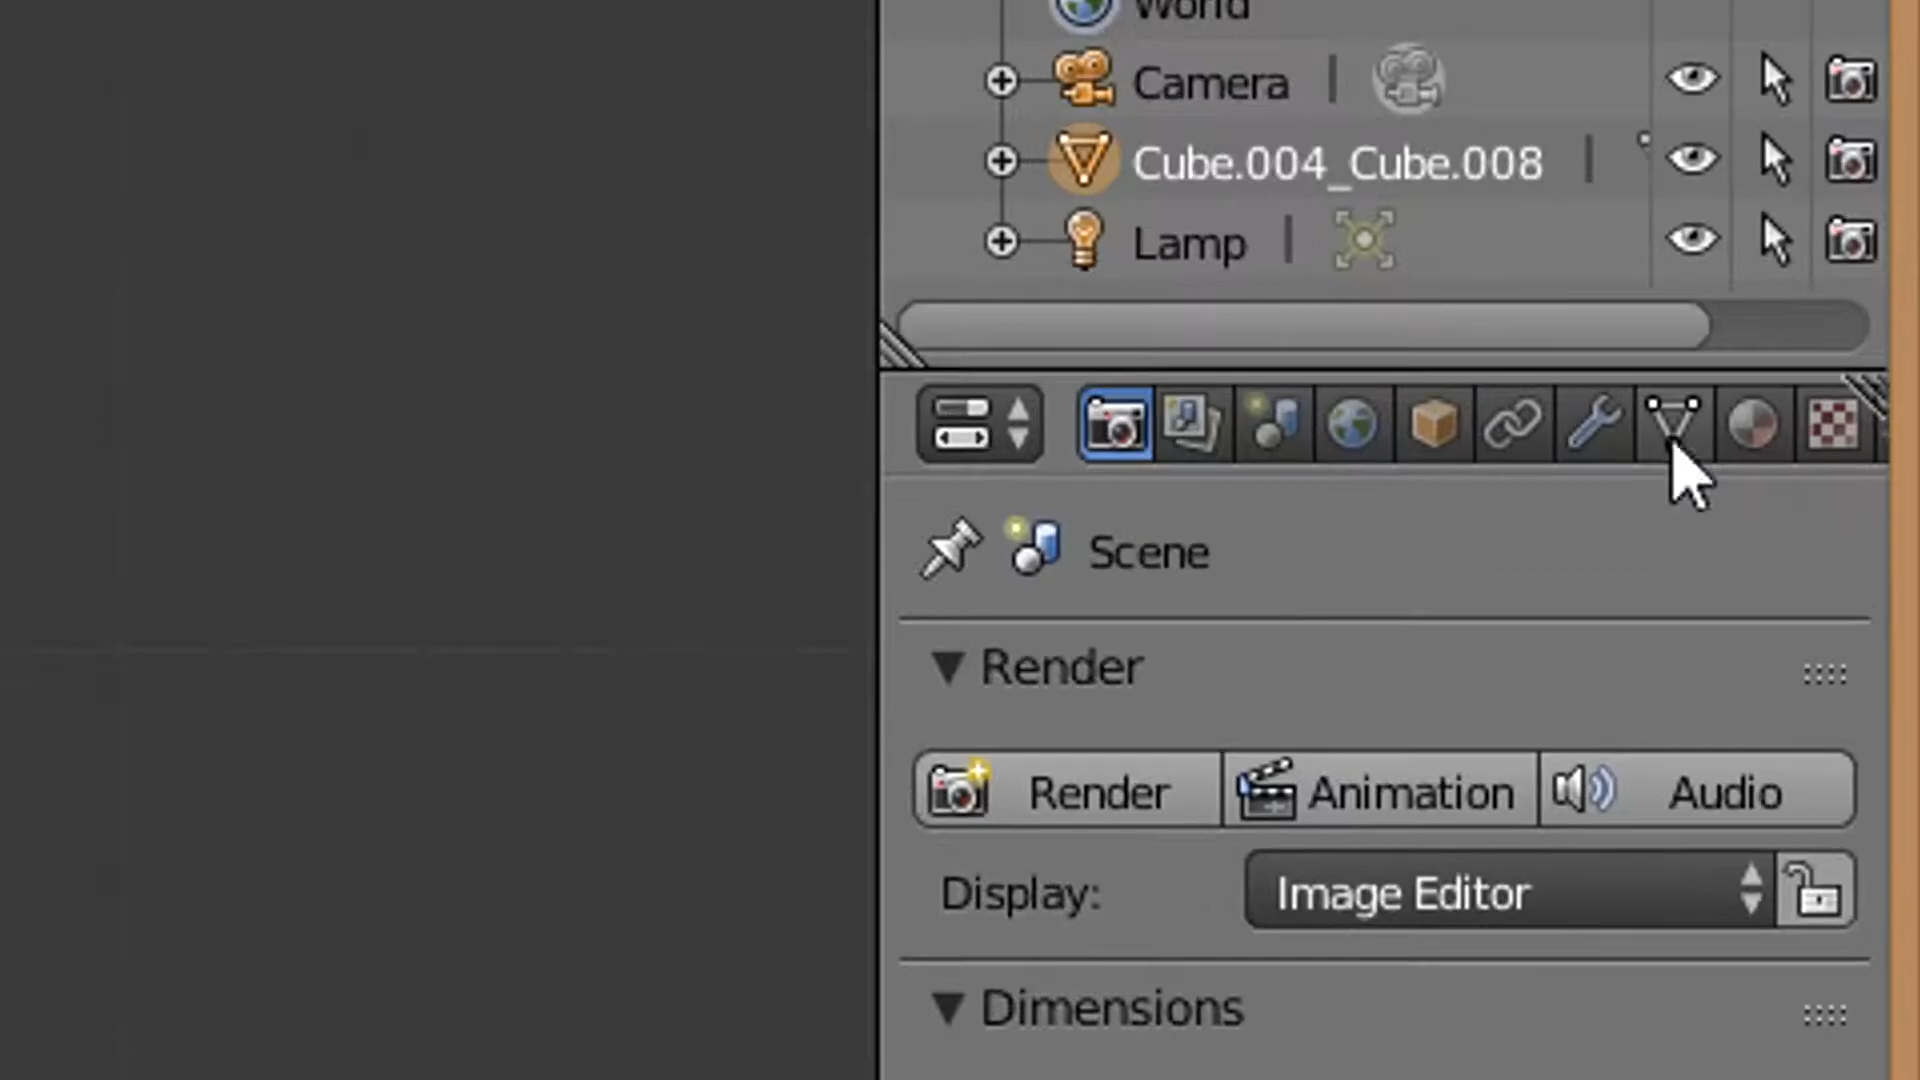 World
Camera |
Cube.004_Cube.008 |
Lamp |
Scene
Render
Render Animation Audio
Display: Image Editor
Dimensions